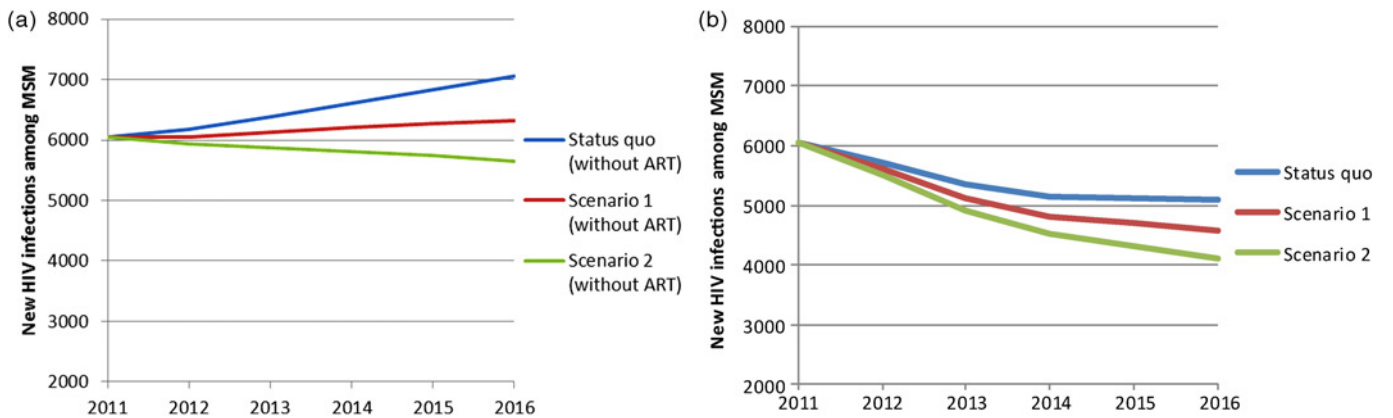 (a)
New HIV infections among MSM
8000
7000
6000
5000
4000
3000
2000
2011 2012 2013 2014 2015 2016
Status quo
(without ART)
Scenario 1
(without ART)
Scenario 2
(without ART)
(b)
New HIV infections among MSM
8000
7000
6000
5000
4000
3000
2000
2011 2012 2013 2014 2015 2016
Status quo
Scenario 1
Scenario 2